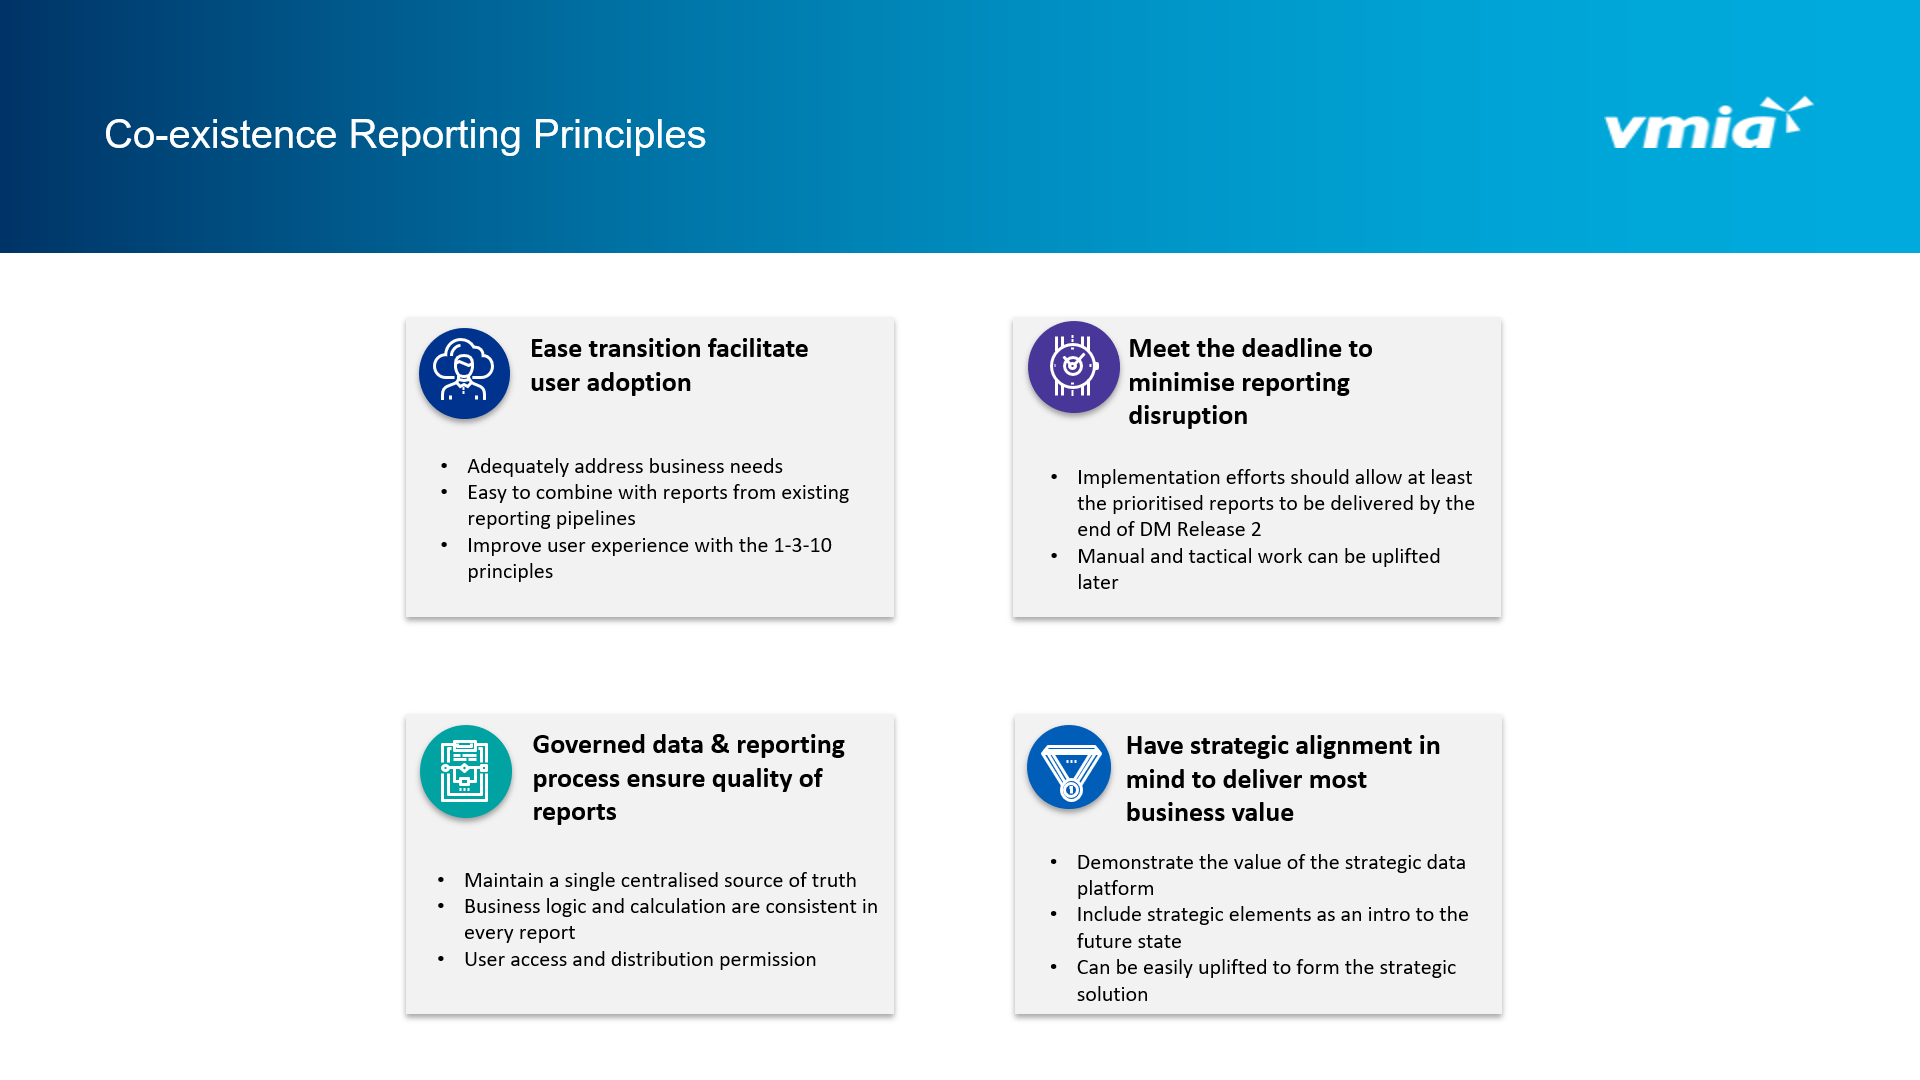 Co-existence Reporting Principles
vmia
Ease transition facilitate
user adoption
• Adequately address business needs
• Easy to combine with reports from existing
reporting pipelines
• Improve user experience with the 1-3-10
principles
Meet the deadline to
minimise reporting
disruption
• Implementation efforts should allow at least
the prioritised reports to be delivered by the
end of DM Release 2
• Manual and tactical work can be uplifted
later
Governed data & reporting
process ensure quality of
reports
• Maintain a single centralised source of truth
• Business logic and calculation are consistent in
every report
• User access and distribution permission
Have strategic alignment in
mind to deliver most
business value
• Demonstrate the value of the strategic data
platform
• Include strategic elements as an intro to the
future state
• Can be easily uplifted to form the strategic
solution